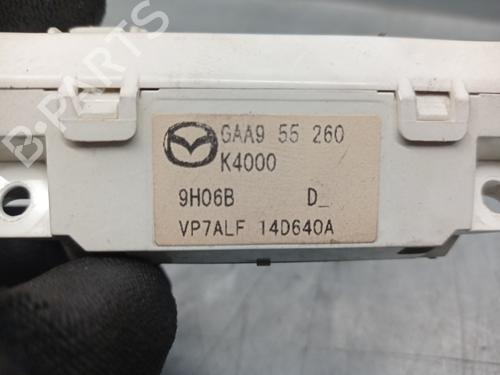 B-PARTS
GAA9 55 260
K4000
9H06B D_
VP7ALF 14D640A